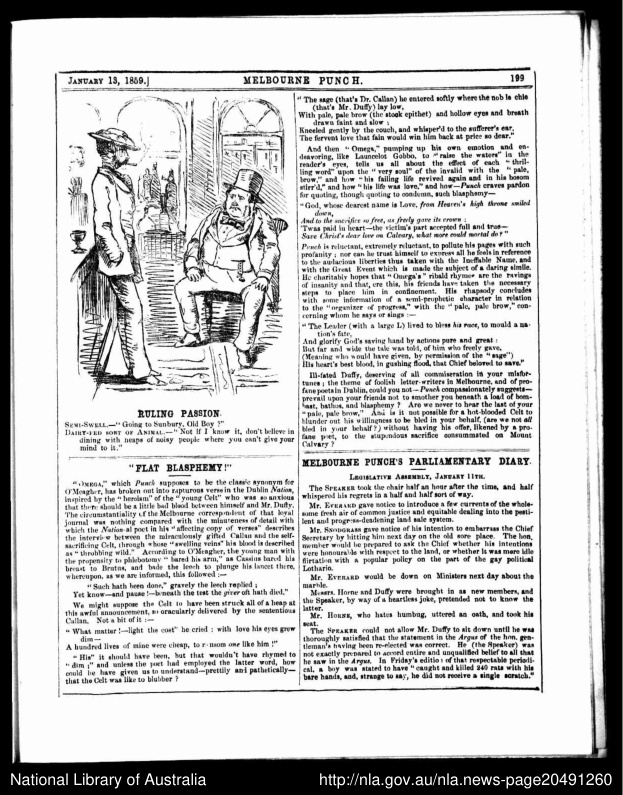 JANUARY 13, 1859.]
MELBOURNE PUNCH.
199
RULING PASSION.
SEMI-SWELL.—"Going to Sunbury, Old Boy?"
DAIRY-FED SORT OF ANIMAL.—"Not if I know it, don't believe in
dining with heaps of noisy people where you can't give your
mind to it."
"FLAT BLASPHEMY!"
"OMEGA," which Punch supposes to be the classic synonym for
O'Meagher, has broken out into rapturous verse in the Dublin Nation,
inspired by the "heroism" of the "young Celt" who was so anxious
that there should be a little bad blood between himself and Mr. Duffy.
The circumstantiality of the Melbourne correspondent of that loyal
journal was nothing compared with the minuteness of detail with
which the Nation-al poet in his "affecting copy of verses" describes
the interview between the miraculously gifted Callan and the self-
sacrificing Celt, through whose "swelling veins" his blood is described
as "throbbing wild." According to O'Meagher, the young man with
the propensity to phlebotomy "bared his arm," as Cassius bared his
breast to Brutus, and bade the leech to plunge his lancet there,
whereupon, as we are informed, this followed:—
"Such hath been done," gravely the leech replied;
Yet know—and pause!—beneath the test the giver oft hath died."
We might suppose the Celt to have been struck all of a heap at
this awful announcement, so oracularly delivered by the sententious
Callan. Not a bit of it:—
"What matter!—light the cost" he cried: with love his eyes grew
dim—
A hundred lives of mine were cheap, to ransom one like him!"
"His" it should have been, but that wouldn't have rhymed to
"dim;" and unless the poet had employed the latter word, how
could he have given us to understand—prettily and pathetically—
that the Celt was like to blubber?
"The sage (that's Dr. Callan) he entered softly where the nob le chie
(that's Mr. Duffy) lay low,
With pale, pale brow (the stock epithet) and hollow eyes and breath
drawn faint and slow;
Kneeled gently by the couch, and whisper'd to the sufferer's ear,
The fervent love that fain would win him back at price so dear."
And then "Omega," pumping up his own emotion and en-
deavoring, like Launcelot Gobbo, to "raise the waters" in the
reader's eyes, tells us all about the effect of each "thril-
ling word" upon the "very soul" of the invalid with the "pale,
brow," and how "his failing life revived again and in his bosom
stirr'd," and how "his life was love," and how—Punch craves pardon
for quoting, though quoting to condemn, such blasphemy—
"God, whose dearest name is Love, from Heaven's high throne smiled
down,
And to the sacrifice so free, as freely gave its crown:
'Twas paid in heart—the victim's part accepted full and true—
Save Christ's dear love on Calvary, what more could mortal do?"
Punch is reluctant, extremely reluctant, to pollute his pages with such
profanity; nor can he trust himself to express all he feels in reference
to the audacious liberties thus taken with the Ineffable Name, and
with the Great Event which is made the subject of a daring simile.
He charitably hopes that "Omega's" ribald rhymes are the ravings
of insanity and that, ere this, his friends have taken the necessary
steps to place him in confinement. His rhapsody concludes
with some information of a semi-prophetic character in relation
to the "organizer of progress," with the "pale, pale brow," con-
cerning whom he says or sings:—
"The Leader (with a large L) lived to bless his race, to mould a na-
tion's fate,
And glorify God's saving hand by actions pure and great:
But far and wide the tale was told, of him who freely gave,
(Meaning who would have given, by permission of the "sage")
His heart's best blood, in gushing flood, that Chief beloved to save."
Ill-fated Duffy, deserving of all commiseration in your misfor-
tunes; the theme of foolish letter-writers in Melbourne, and of pro-
fane poets in Dublin, could you not—Punch compassionately suggests—
prevail upon your friends not to smother you beneath a load of bom-
bast, bathos, and blasphemy? Are we never to hear the last of your
"pale, pale brow," And is it not possible for a hot-blooded Celt to
blunder out his willingness to be bled in your behalf, (are we not all
bled in your behalf?) without having his offer, likened by a pro-
fane poet, to the stupendous sacrifice consummated on Mount
Calvary?
MELBOURNE PUNCH'S PARLIAMENTARY DIARY.
LEGISLATIVE ASSEMBLY, JANUARY 11TH.
The SPEAKER took the chair half an hour after the time, and half
whispered his regrets in a half and half sort of way.
Mr. EVERARD gave notice to introduce a few currents of the whole-
some fresh air of common justice and equitable dealing into the pesti-
lent and progress-deadening land sale system.
Mr. SNODGRASS gave notice of his intention to embarrass the Chief
Secretary by hitting him next day on the old sore place. The hon.
member would be prepared to ask the Chief whether his intentions
were honourable with respect to the land, or whether it was mere idle
flirtation with a popular policy on the part of the gay political
Lothario.
Mr. EVERARD would be down on Ministers next day about the
marble.
Messrs. Horne and Duffy were brought in as new members, and
the Speaker, by way of a heartless joke, pretended not to know the
latter.
Mr. HORNE, who hates humbug, uttered an oath, and took his
seat.
The SPEAKER could not allow Mr. Duffy to sit down until he was
thoroughly satisfied that the statement in the Argus of the hon. gen-
tleman's having been re-elected was correct. He (the Speaker) was
not exactly prepared to accord entire and unqualified belief to all that
he saw in the Argus. In Friday's edition of that respectable periodi-
cal, a boy was stated to have "caught and killed 240 rats with his
bare hands, and, strange to say, he did not receive a single scratch."
National Library of Australia
http://nla.gov.au/nla.news-page20491260